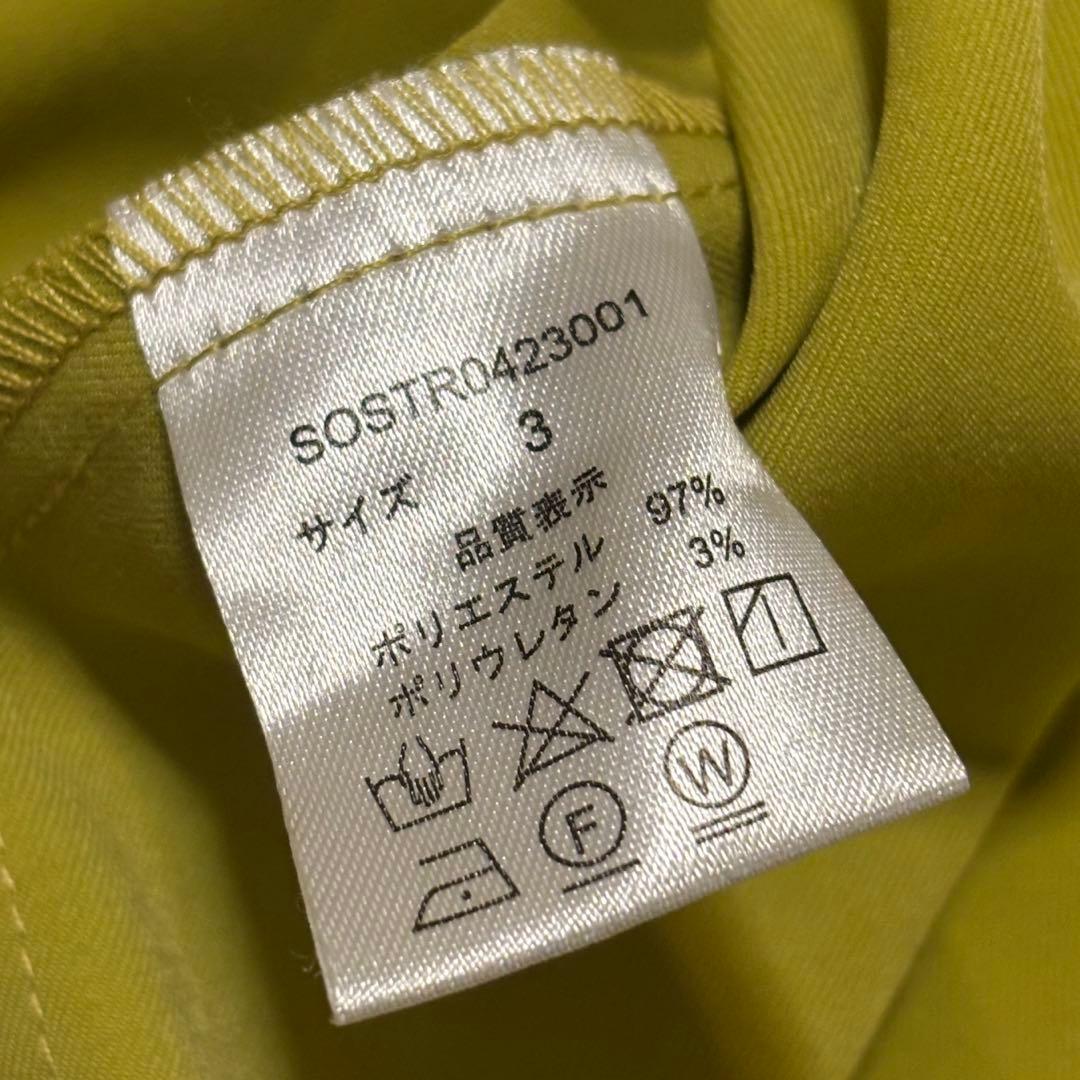 SOSTR0423001
サイズ 3
品質表示
ポリエステル 97%
ポリウレタン 3%
F W